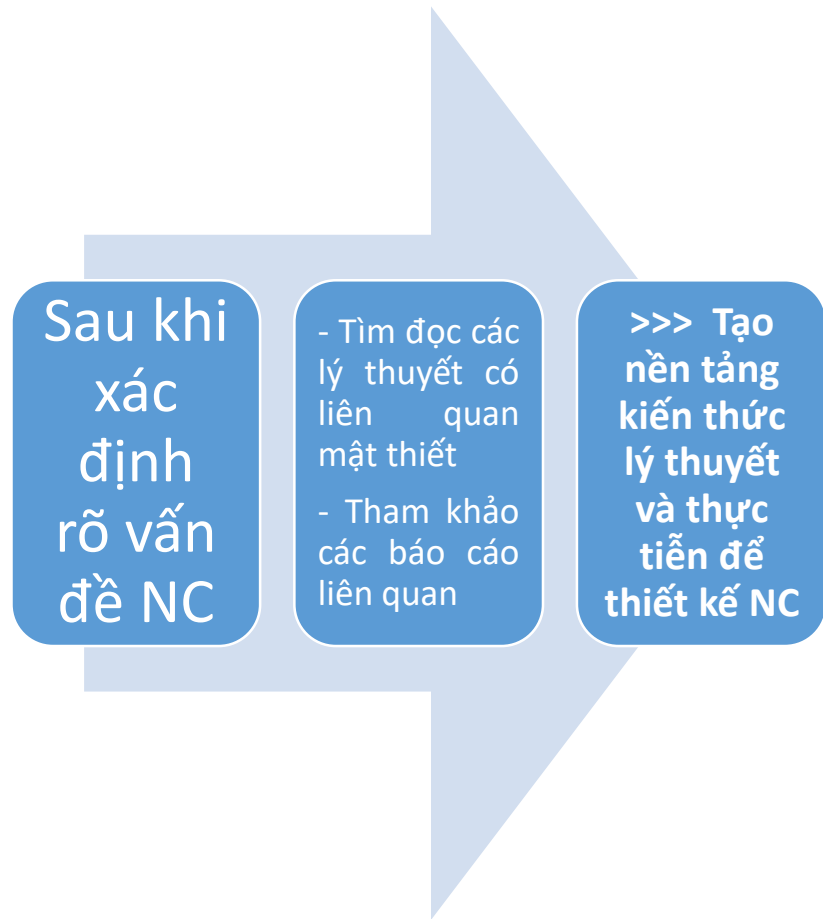 Sau khi
xác
định
rõ vấn
đề NC
- Tìm đọc các
lý thuyết có
liên quan
mật thiết
- Tham khảo
các báo cáo
liên quan
>>> Tạo
nền tảng
kiến thức
lý thuyết
và thực
tiễn để
thiết kế NC